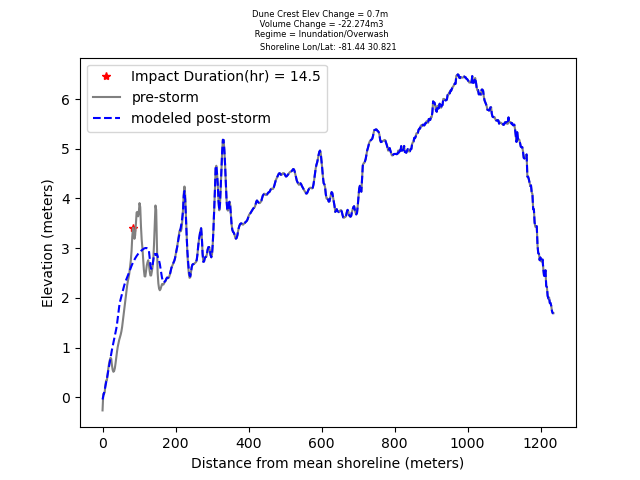 Dune Crest Elev Change = 0.7m
Volume Change = -22.274m3
Regime = Inundation/Overwash
Shoreline Lon/Lat: -81.44 30.821
Impact Duration(hr) = 14.5
pre-storm
modeled post-storm
Elevation (meters)
6
5
4
3
2
1
0
0 200 400 600 800 1000 1200
Distance from mean shoreline (meters)